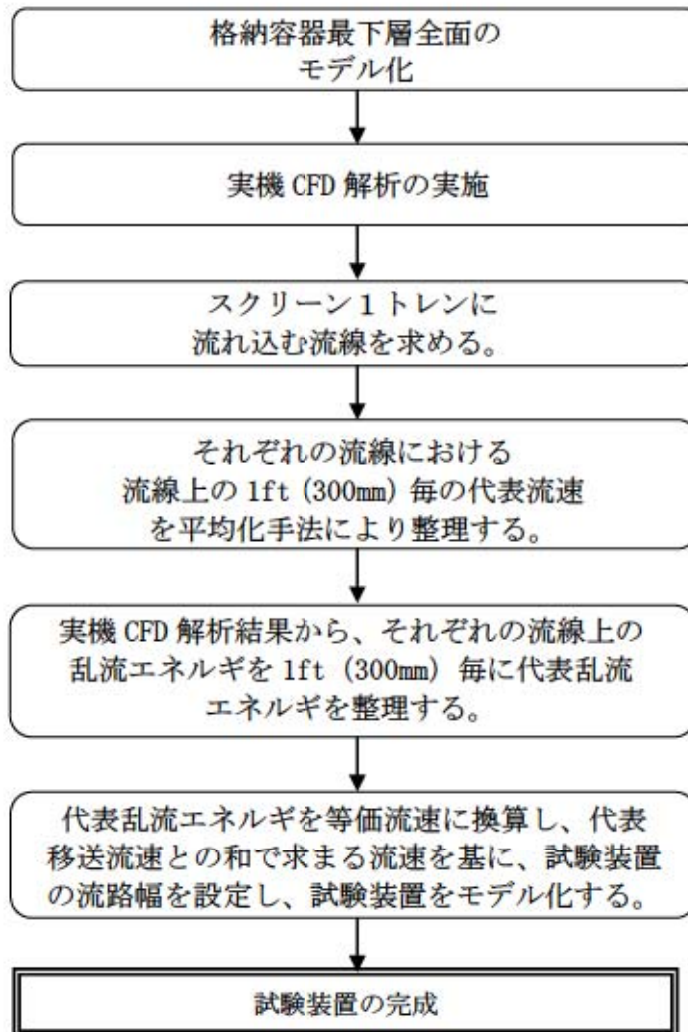 格納容器最下層全面の
モデル化
実機 CFD 解析の実施
スクリーン1トレンに
流れ込む流線を求める。
それぞれの流線における
流線上の 1ft (300mm) 毎の代表流速
を平均化手法により整理する。
実機 CFD 解析結果から、それぞれの流線上の
乱流エネルギを 1ft (300mm) 毎に代表乱流
エネルギを整理する。
代表乱流エネルギを等価流速に換算し、代表
移送流速との和で求まる流速を基に、試験装置
の流路幅を設定し、試験装置をモデル化する。
試験装置の完成